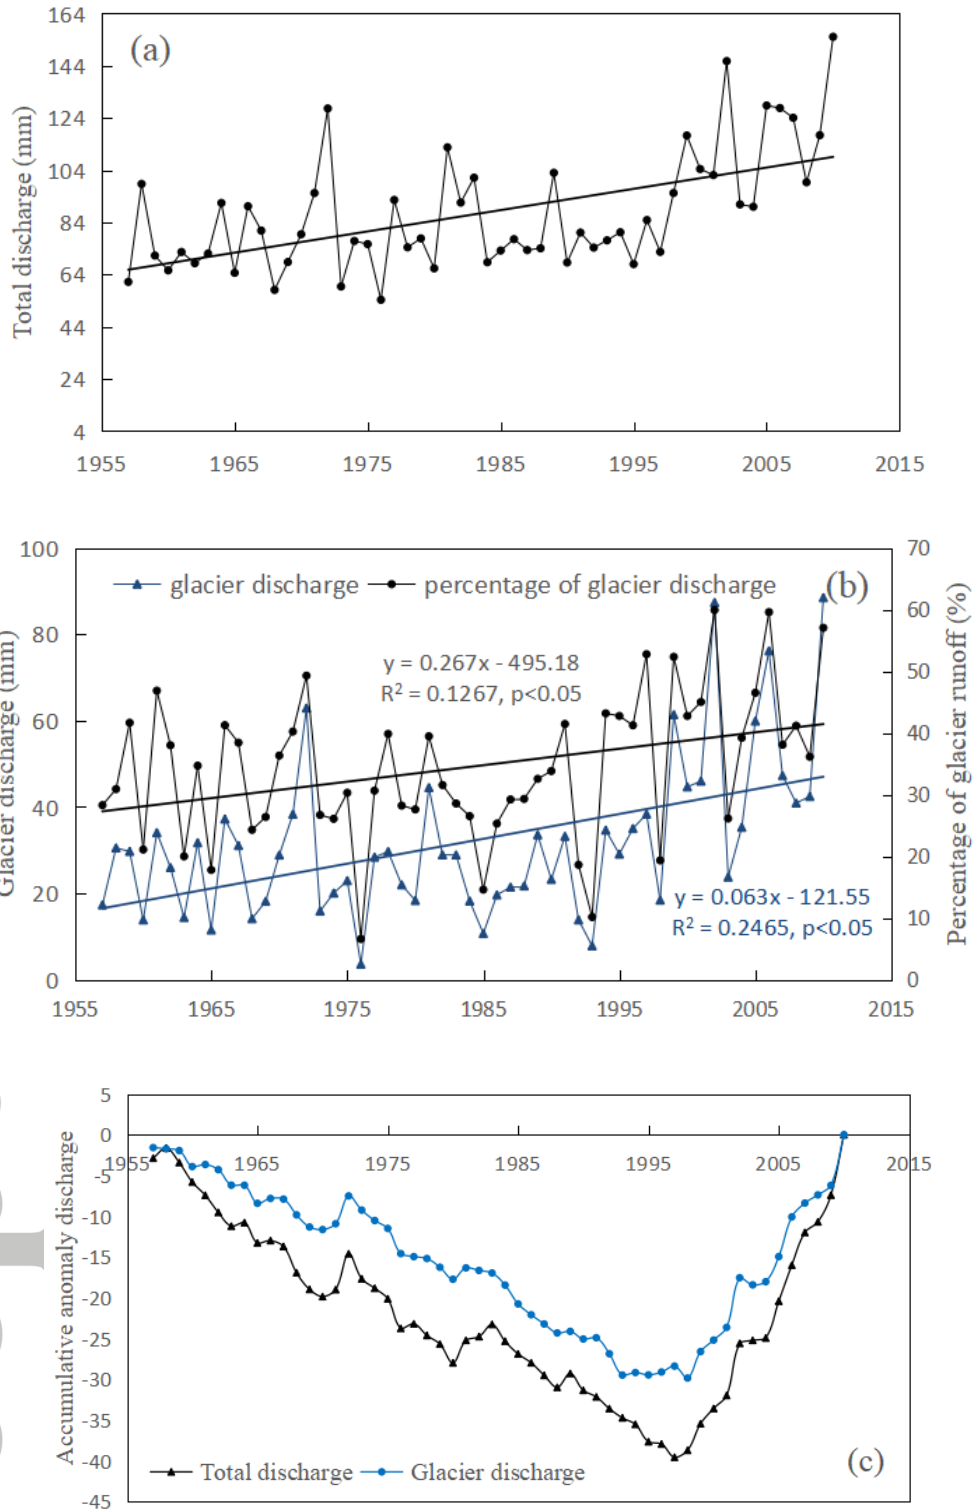 (a)
Total discharge (mm)
164
144
124
104
84
64
44
24
4
1955 1965 1975 1985 1995 2005 2015
(b)
glacier discharge percentage of glacier discharge
Glacier discharge (mm)
100
80
60
40
20
0
y = 0.267x - 495.18
R² = 0.1267, p<0.05
y = 0.063x - 121.55
R² = 0.2465, p<0.05
Percentage of glacier runoff (%)
70
60
50
40
30
20
10
0
1955 1965 1975 1985 1995 2005 2015
Accumulative anomaly discharge
5
0
-5
-10
-15
-20
-25
-30
-35
-40
-45
1955 1965 1975 1985 1995 2005 2015
Total discharge Glacier discharge
(c)